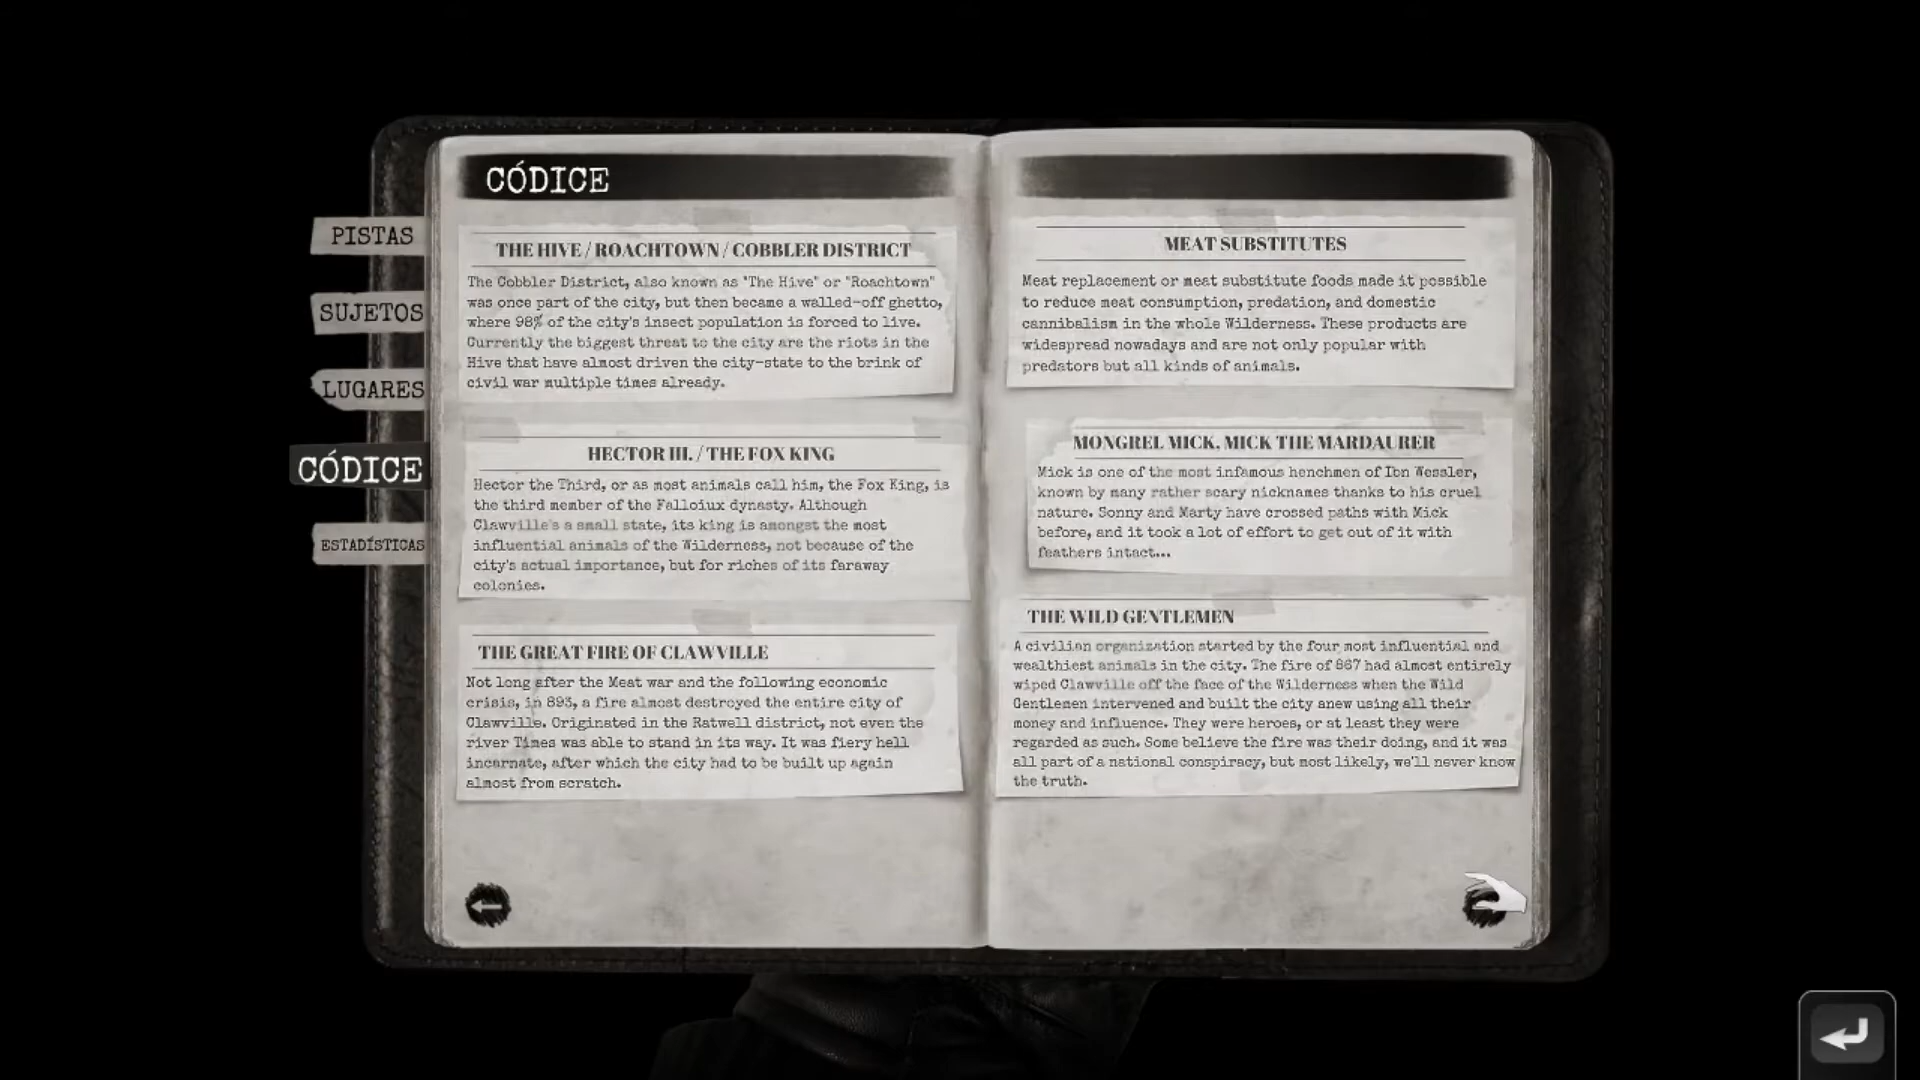 PISTAS
SUJETOS
LUGARES
CÓDICE
ESTADÍSTICAS
CÓDICE
THE HIVE / ROACHTOWN / COBBLER DISTRICT
The Cobbler District, also known as "The Hive" or "Roachtown"
was once part of the city, but then became a walled-off ghetto,
where 98% of the city's insect population is forced to live.
Currently the biggest threat to the city are the riots in the
Hive that have almost driven the city-state to the brink of
civil war multiple times already.
HECTOR III. / THE FOX KING
Hector the Third, or as most animals call him, the Fox King, is
the third member of the Falloiux dynasty. Although
Clawville's a small state, its king is amongst the most
influential animals of the Wilderness, not because of the
city's actual importance, but for riches of its faraway
colonies.
THE GREAT FIRE OF CLAWVILLE
Not long after the Meat war and the following economic
crisis, in 893, a fire almost destroyed the entire city of
Clawville. Originated in the Ratwell district, not even the
river Times was able to stand in its way. It was fiery hell
incarnate, after which the city had to be built up again
almost from scratch.
MEAT SUBSTITUTES
Meat replacement or meat substitute foods made it possible
to reduce meat consumption, predation, and domestic
cannibalism in the whole Wilderness. These products are
widespread nowadays and are not only popular with
predators but all kinds of animals.
MONGREL MICK, MICK THE MARDAURER
Mick is one of the most infamous henchmen of Ibn Wessler,
known by many rather scary nicknames thanks to his cruel
nature. Sonny and Marty have crossed paths with Mick
before, and it took a lot of effort to get out of it with
feathers intact...
THE WILD GENTLEMEN
A civilian organization started by the four most influential and
wealthiest animals in the city. The fire of 867 had almost entirely
wiped Clawville off the face of the Wilderness when the Wild
Gentlemen intervened and built the city anew using all their
money and influence. They were heroes, or at least they were
regarded as such. Some believe the fire was their doing, and it was
all part of a national conspiracy, but most likely, we'll never know
the truth.